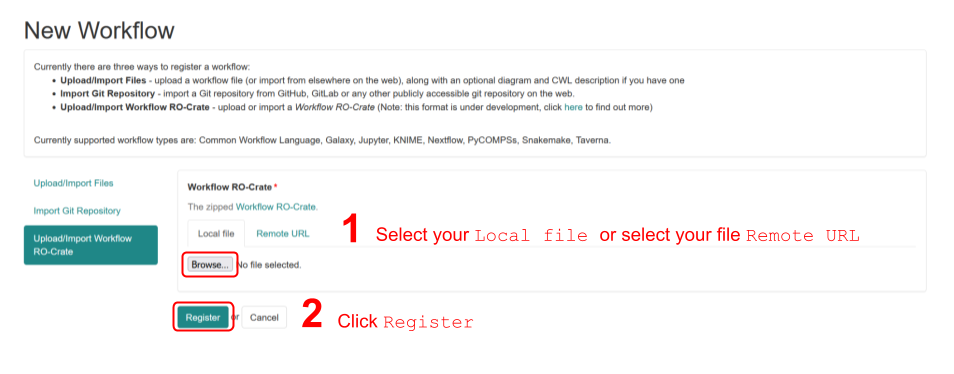 New Workflow
Currently there are three ways to register a workflow:
• Upload/Import Files - upload a workflow file (or import from elsewhere on the web), along with an optional diagram and CWL description if you have one
• Import Git Repository - import a Git repository from GitHub, GitLab or any other publicly accessible git repository on the web.
• Upload/Import Workflow RO-Crate - upload or import a Workflow RO-Crate (Note: this format is under development, click here to find out more)
Currently supported workflow types are: Common Workflow Language, Galaxy, Jupyter, KNIME, Nextflow, PyCOMPSs, Snakemake, Taverna.
Upload/Import Files
Import Git Repository
Upload/Import Workflow
RO-Crate
Workflow RO-Crate *
The zipped Workflow RO-Crate.
Local file Remote URL
1 Select your Local file or select your file Remote URL
Browse... No file selected.
Register or Cancel
2 Click Register